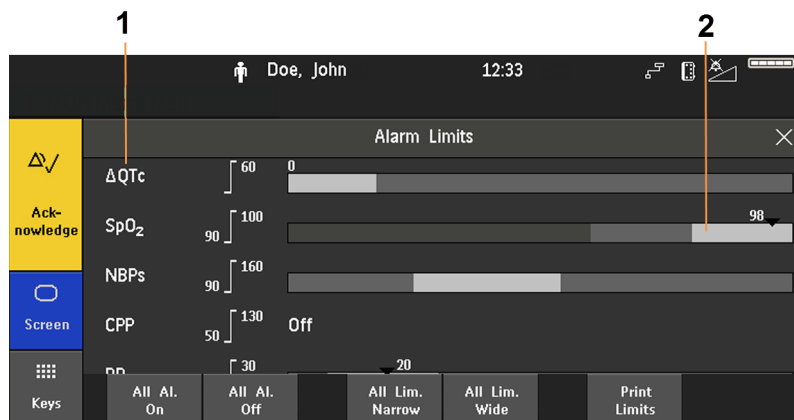 1 2
Doe, John 12:33
Alarm Limits
ΔQTc 60 0
Ack-
nowledge
SpO₂ 90 100 98
NBPs 90 160
Screen
CPP 50 130 Off
30 20
Keys
All Al.
On
All Al.
Off
All Lim.
Narrow
All Lim.
Wide
Print
Limits